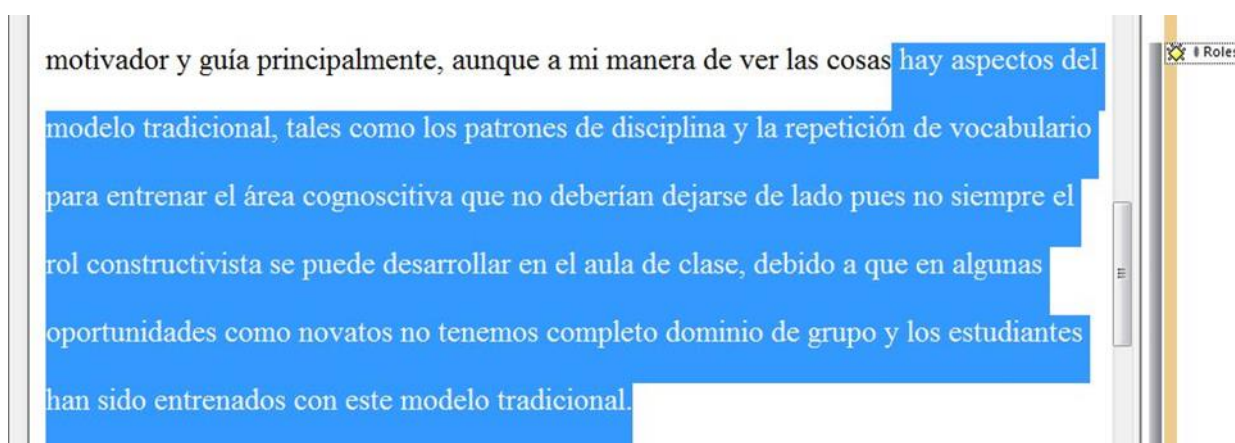 motivador y guía principalmente, aunque a mi manera de ver las cosas hay aspectos del
modelo tradicional, tales como los patrones de disciplina y la repetición de vocabulario
para entrenar el área cognoscitiva que no deberían dejarse de lado pues no siempre el
rol constructivista se puede desarrollar en el aula de clase, debido a que en algunas
oportunidades como novatos no tenemos completo dominio de grupo y los estudiantes
han sido entrenados con este modelo tradicional.
Roles